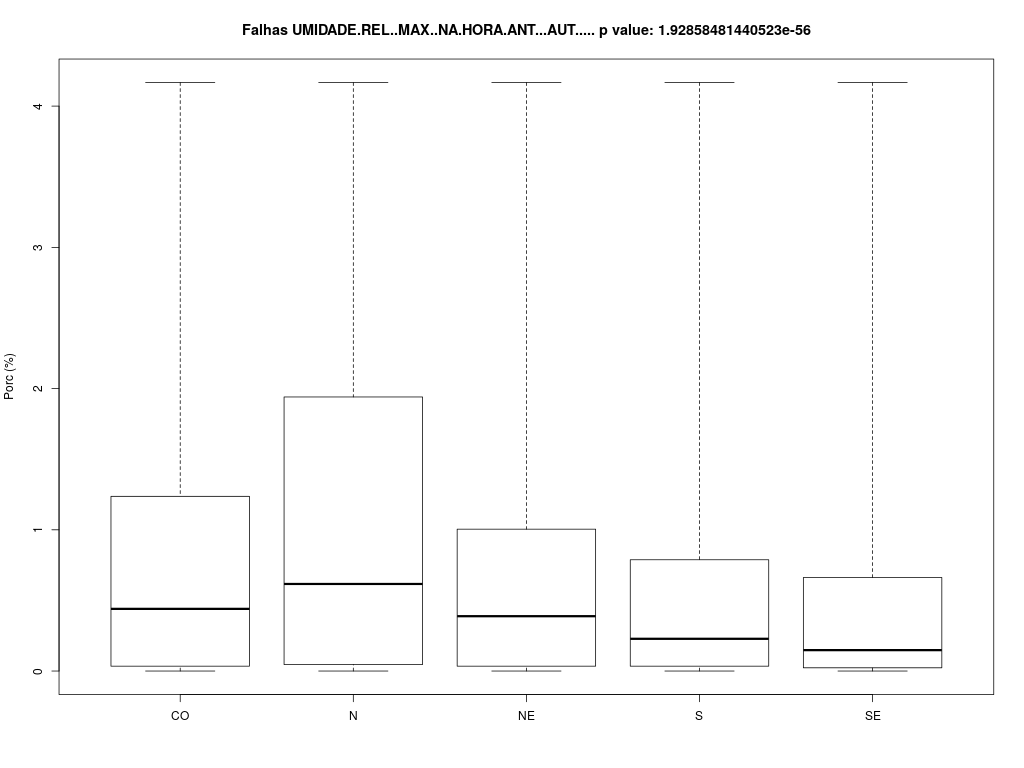 Falhas UMIDADE.REL..MAX..NA.HORA.ANT...AUT..... p value: 1.92858481440523e-56
Porc (%)
4
3
2
1
0
CO N NE S SE